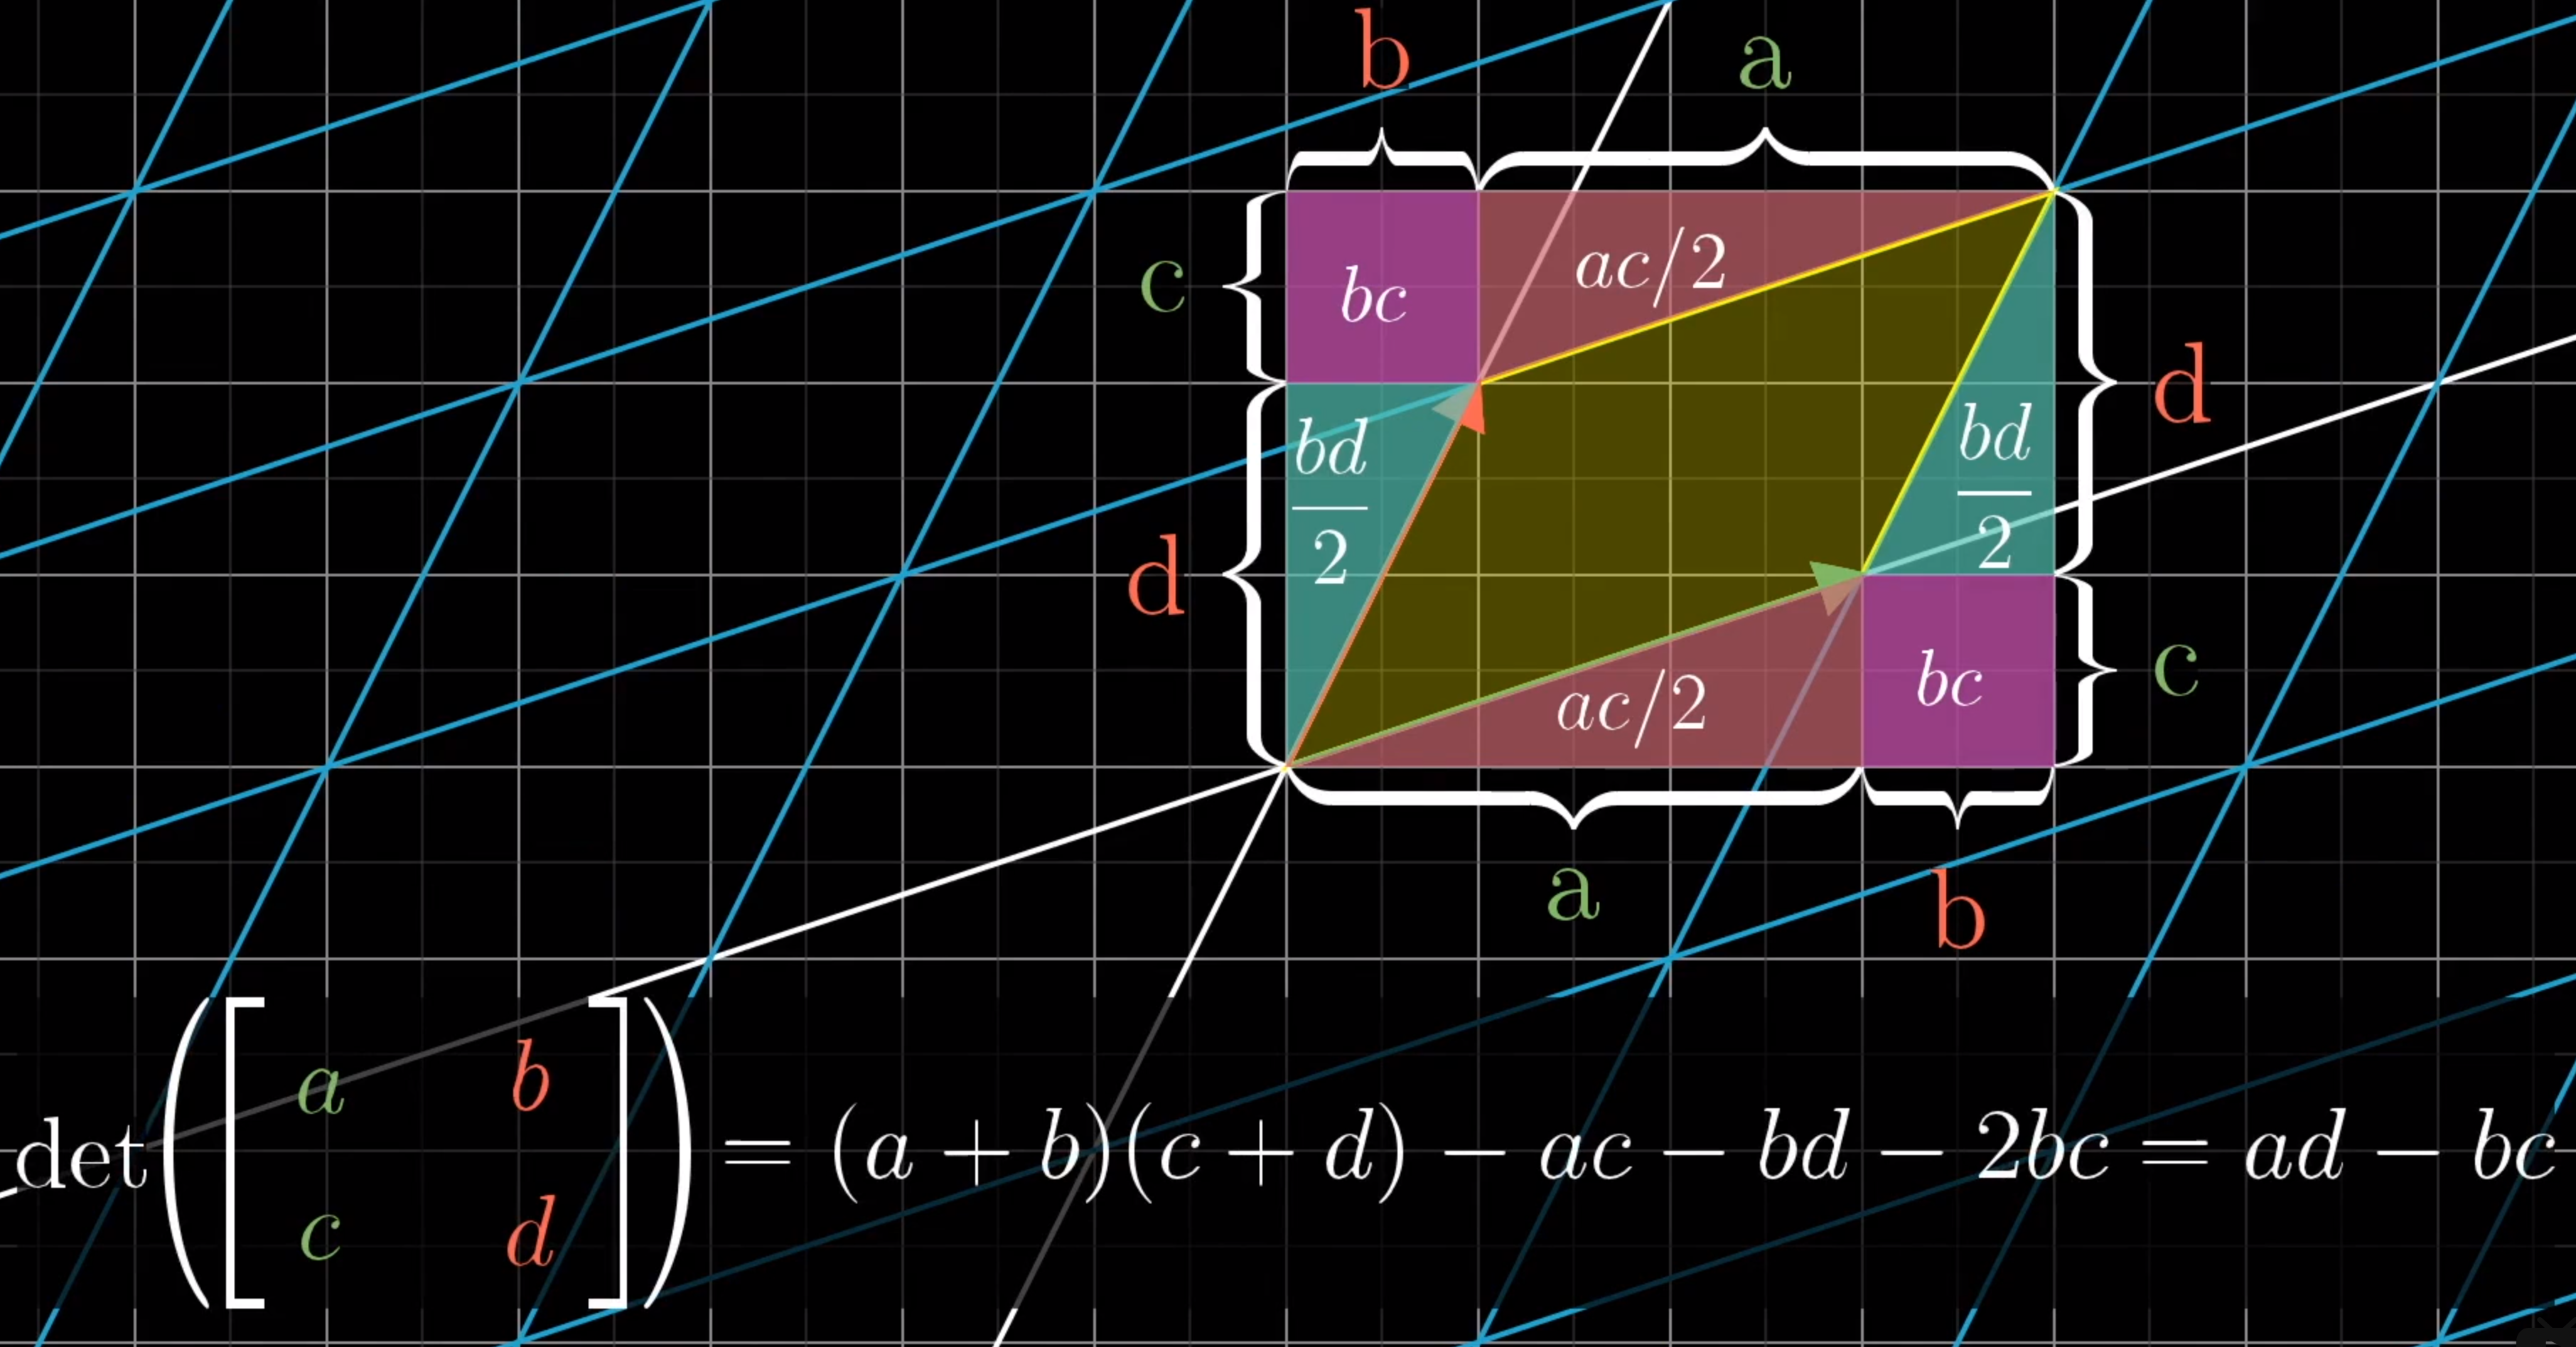 b a
c bc ac/2
bd/2 bd/2 d
d
ac/2 bc c
a b
det([a b
c d]) = (a + b)(c + d) − ac − bd − 2bc = ad − bc